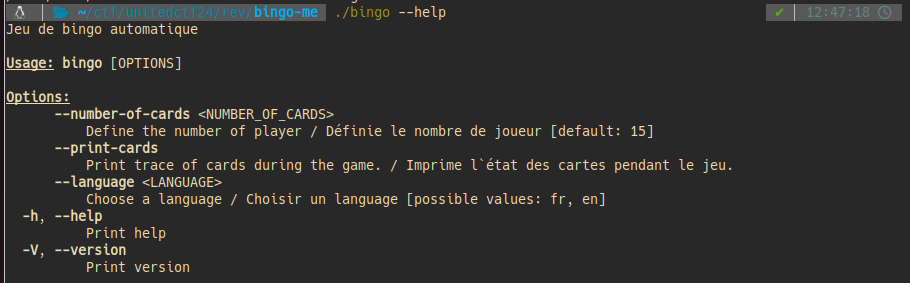 ~/ctf/unitedctf24/rev/bingo-me ./bingo --help ✔ 12:47:18
Jeu de bingo automatique
Usage: bingo [OPTIONS]
Options:
--number-of-cards <NUMBER_OF_CARDS>
Define the number of player / Définie le nombre de joueur [default: 15]
--print-cards
Print trace of cards during the game. / Imprime l`état des cartes pendant le jeu.
--language <LANGUAGE>
Choose a language / Choisir un language [possible values: fr, en]
-h, --help
Print help
-V, --version
Print version